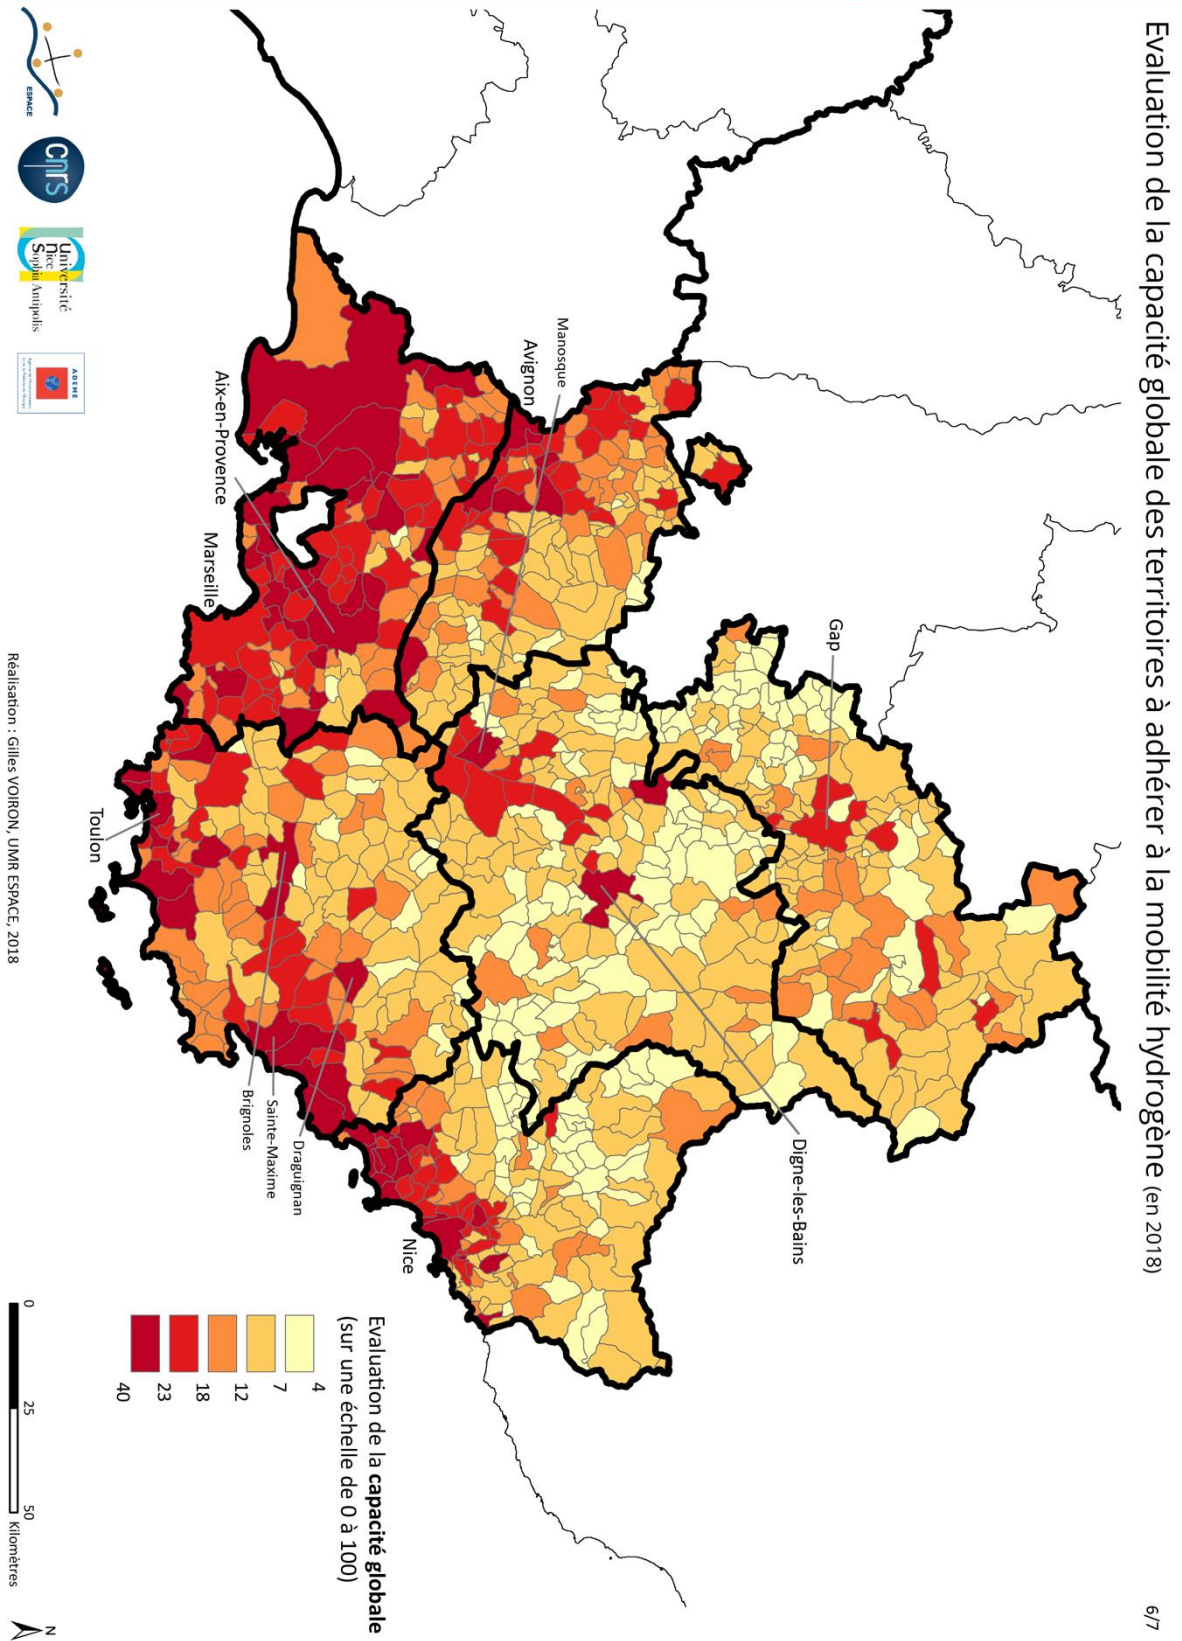 Evaluation de la capacité globale des territoires à adhérer à la mobilité hydrogène (en 2018)
6/7
Gap
Digne-les-Bains
Manosque
Avignon
Aix-en-Provence
Marseille
Toulon
Nice
Draguignan
Sainte-Maxime
Brignoles
Evaluation de la capacité globale
(sur une échelle de 0 à 100)
4
7
12
18
23
40
0 25 50 Kilomètres
N
ESPACE
cnrs
Université
Nice
Sophia Antipolis
ADEME
Réalisation : Gilles VOIRON, UMR ESPACE, 2018